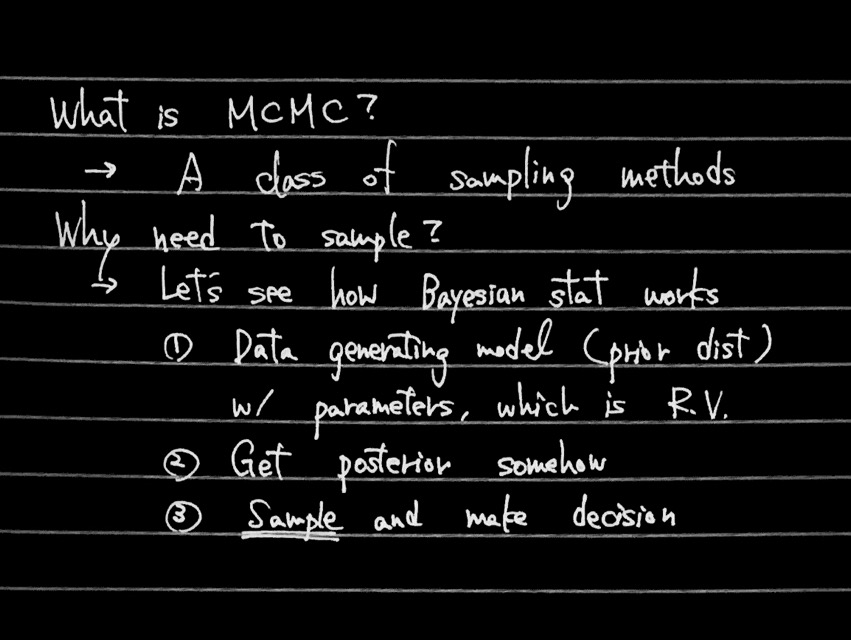 What is MCMC?
→ A class of sampling methods
Why need to sample?
→ Let's see how Bayesian stat works
① Data generating model (prior dist)
w/ parameters, which is R.V.
② Get posterior somehow
③ Sample and make decision